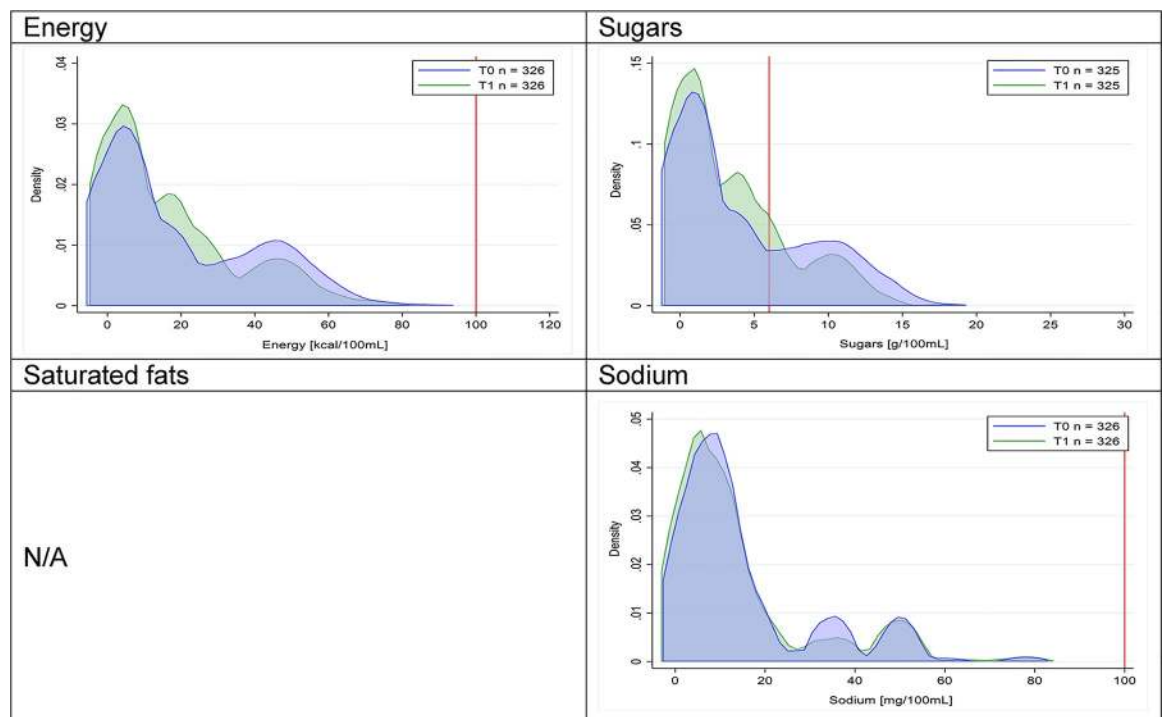 Energy
Sugars
.04
.03
.02
.01
0
Density
T0 n = 326
T1 n = 326
0 20 40 60 80 100 120
Energy [kcal/100mL]
.15
.1
.05
0
Density
T0 n = 325
T1 n = 325
0 5 10 15 20 25 30
Sugars [g/100mL]
Saturated fats
Sodium
N/A
.05
.04
.03
.02
.01
0
Density
T0 n = 326
T1 n = 326
0 20 40 60 80 100
Sodium [mg/100mL]